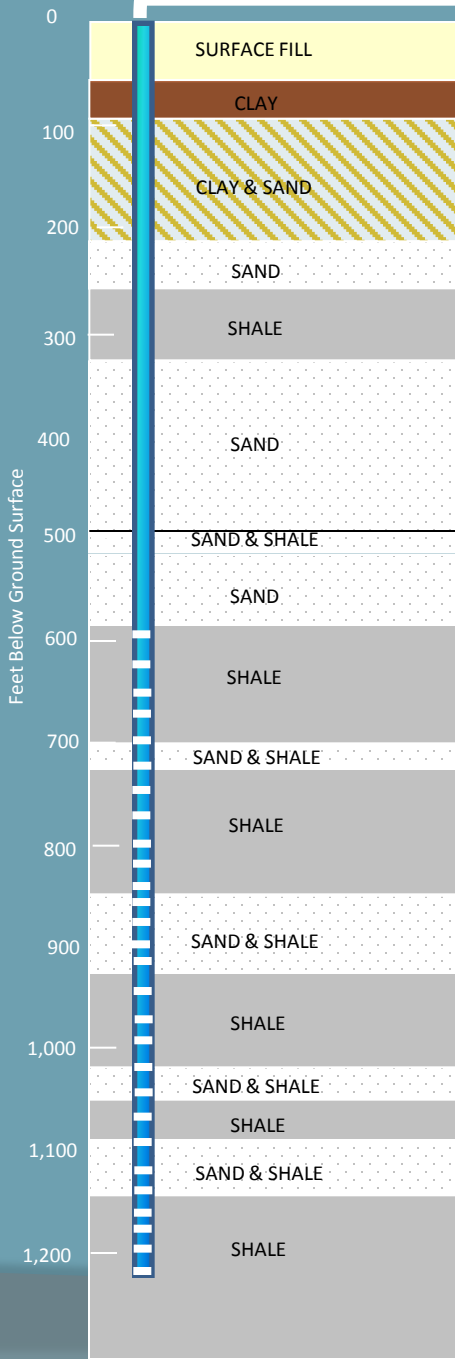 0
SURFACE FILL
CLAY
100
CLAY & SAND
200
SAND
SHALE
300
SAND
400
Feet Below Ground Surface
500
SAND & SHALE
SAND
600
SHALE
700
SAND & SHALE
SHALE
800
SAND & SHALE
900
SHALE
1,000
SAND & SHALE
SHALE
1,100
SAND & SHALE
SHALE
1,200